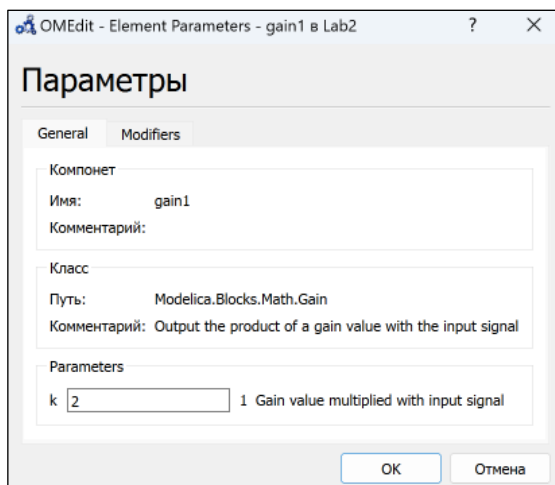 OMEdit - Element Parameters - gain1 в Lab2 ?
Параметры
General Modifiers
Компонет
Имя: gain1
Комментарий:
Класс
Путь: Modelica.Blocks.Math.Gain
Комментарий: Output the product of a gain value with the input signal
Parameters
k 2 1 Gain value multiplied with input signal
OK Отмена